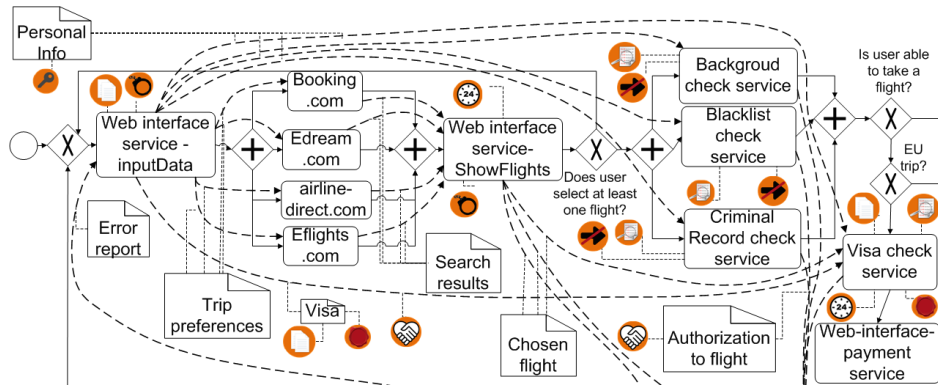 Personal
Info
Web interface
service -
inputData
Error
report
Trip
preferences
Booking
.com
Edream
.com
airline-
direct.com
Eflights
.com
Visa
Search
results
24
Web interface
service-
ShowFlights
X
Does user
select at least
one flight?
Chosen
flight
Backgroud
check service
Blacklist
check
service
Criminal
Record check
service
Authorization
to flight
Is user able
to take a
flight?
X
EU
trip?
X
Visa check
service
24
Web-interface-
payment
service
X